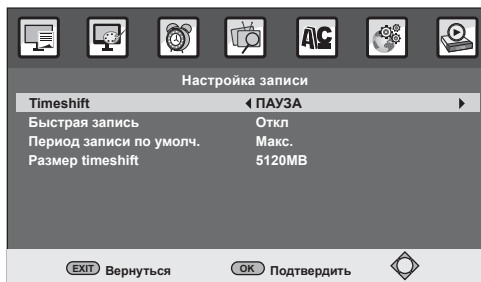 АС
Настройка записи
Timeshift ПАУЗА
Быстрая запись Откл
Период записи по умолч. Макс.
Размер timeshift 5120MB
EXIT Вернуться OK Подтвердить